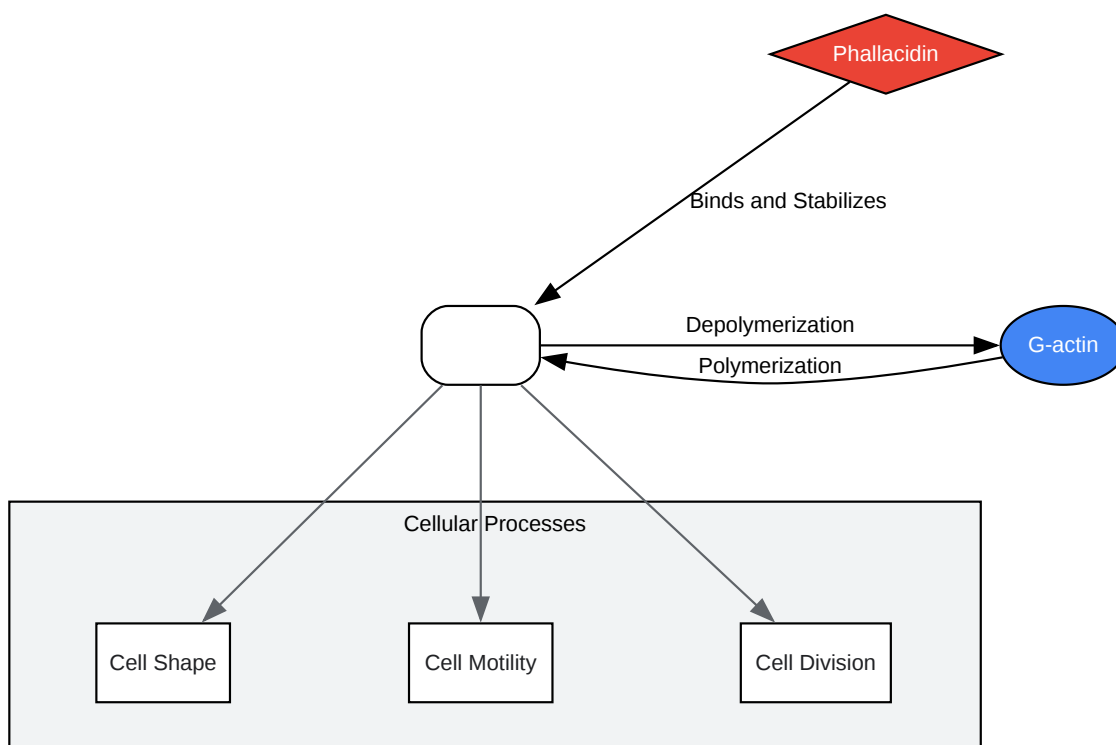 Phallacidin
Binds and Stabilizes
Depolymerization
G-actin
Polymerization
Cellular Processes
Cell Shape
Cell Motility
Cell Division